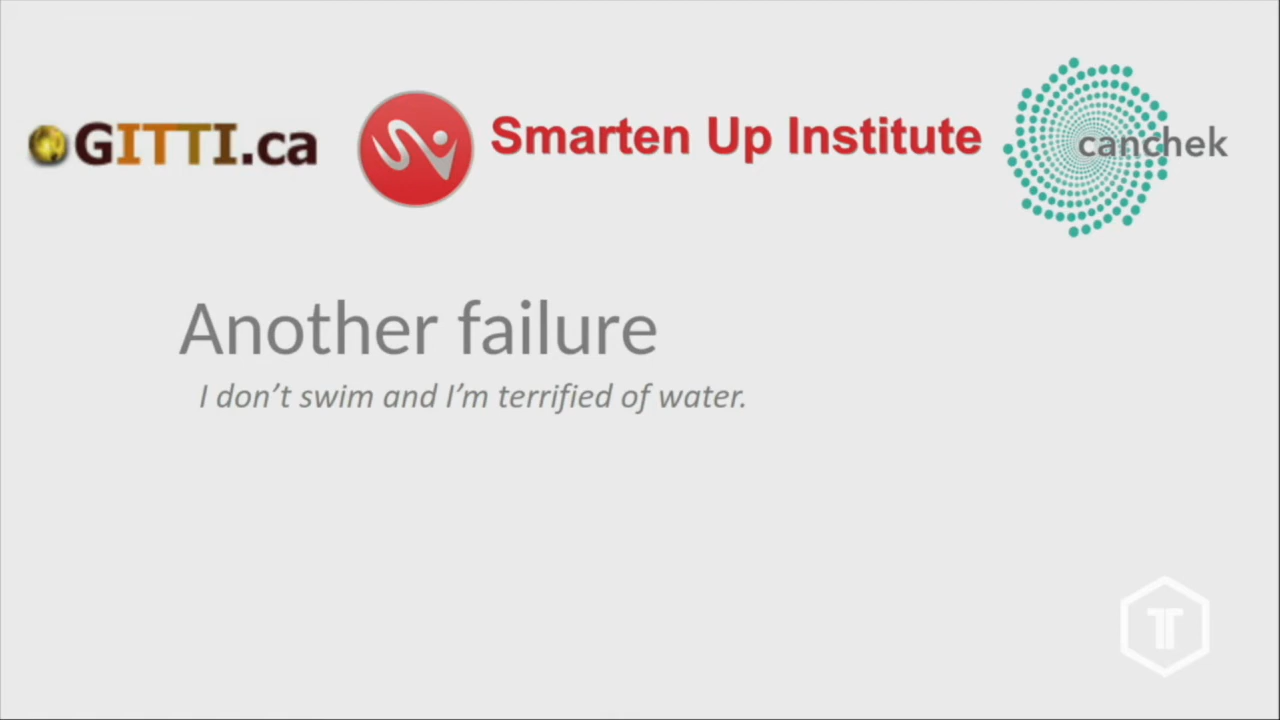 GITTI.ca
Smarten Up Institute
canchek
Another failure
I don't swim and I'm terrified of water.